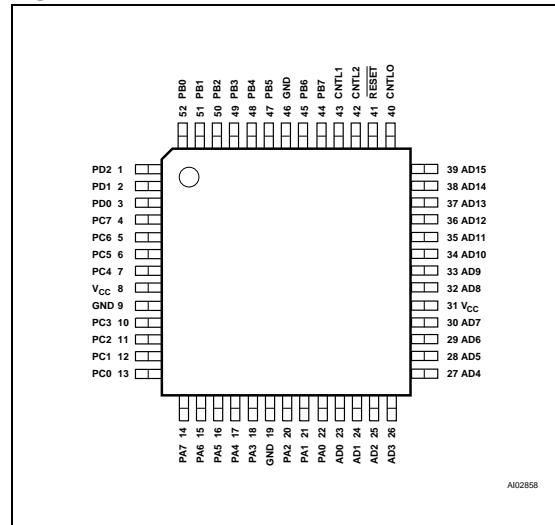 52 PB0
51 PB1
50 PB2
49 PB3
48 PB4
47 PB5
46 GND
45 PB6
44 PB7
43 CNTL1
42 CNTL2
41 RESET
40 CNTL0
PD2 1
PD1 2
PD0 3
PC7 4
PC6 5
PC5 6
PC4 7
VCC 8
GND 9
PC3 10
PC2 11
PC1 12
PC0 13
39 AD15
38 AD14
37 AD13
36 AD12
35 AD11
34 AD10
33 AD9
32 AD8
31 VCC
30 AD7
29 AD6
28 AD5
27 AD4
PA7 14
PA6 15
PA5 16
PA4 17
PA3 18
GND 19
PA2 20
PA1 21
PA0 22
AD0 23
AD1 24
AD2 25
AD3 26
AI02858